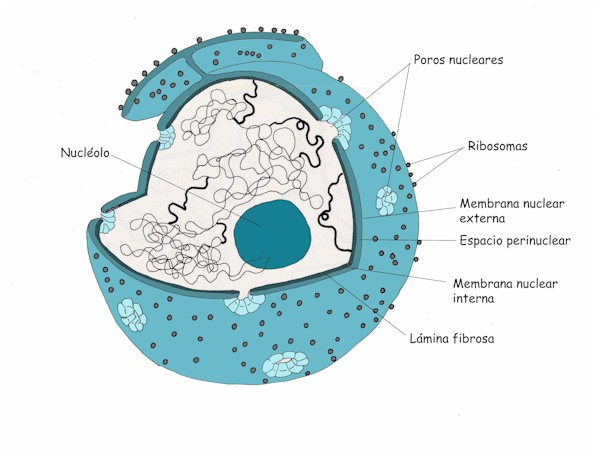 Poros nucleares
Nucléolo
Ribosomas
Membrana nuclear
externa
Espacio perinuclear
Membrana nuclear
interna
Lámina fibrosa